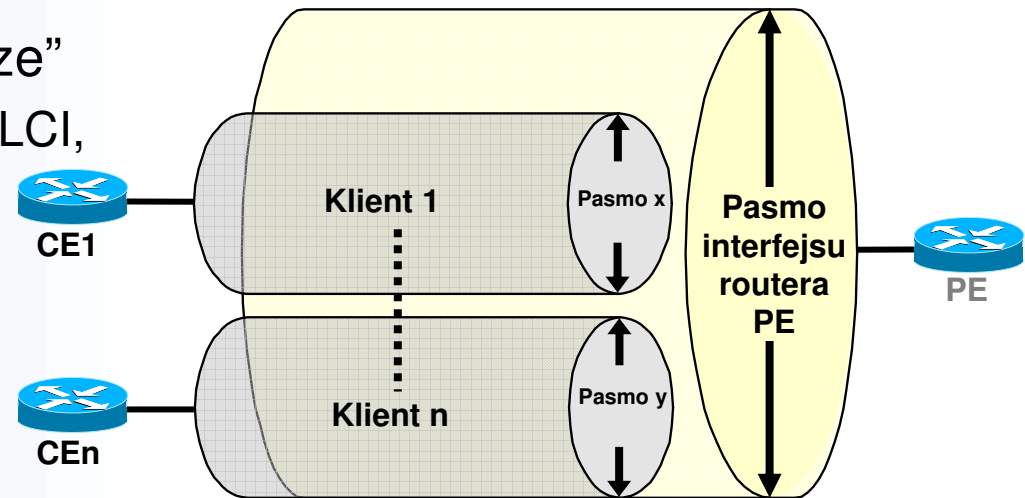 ze”
LCI,
Klient 1
Pasmo x
CE1
Pasmo
interfejsu
routera
PE
PE
Klient n
Pasmo y
CEn